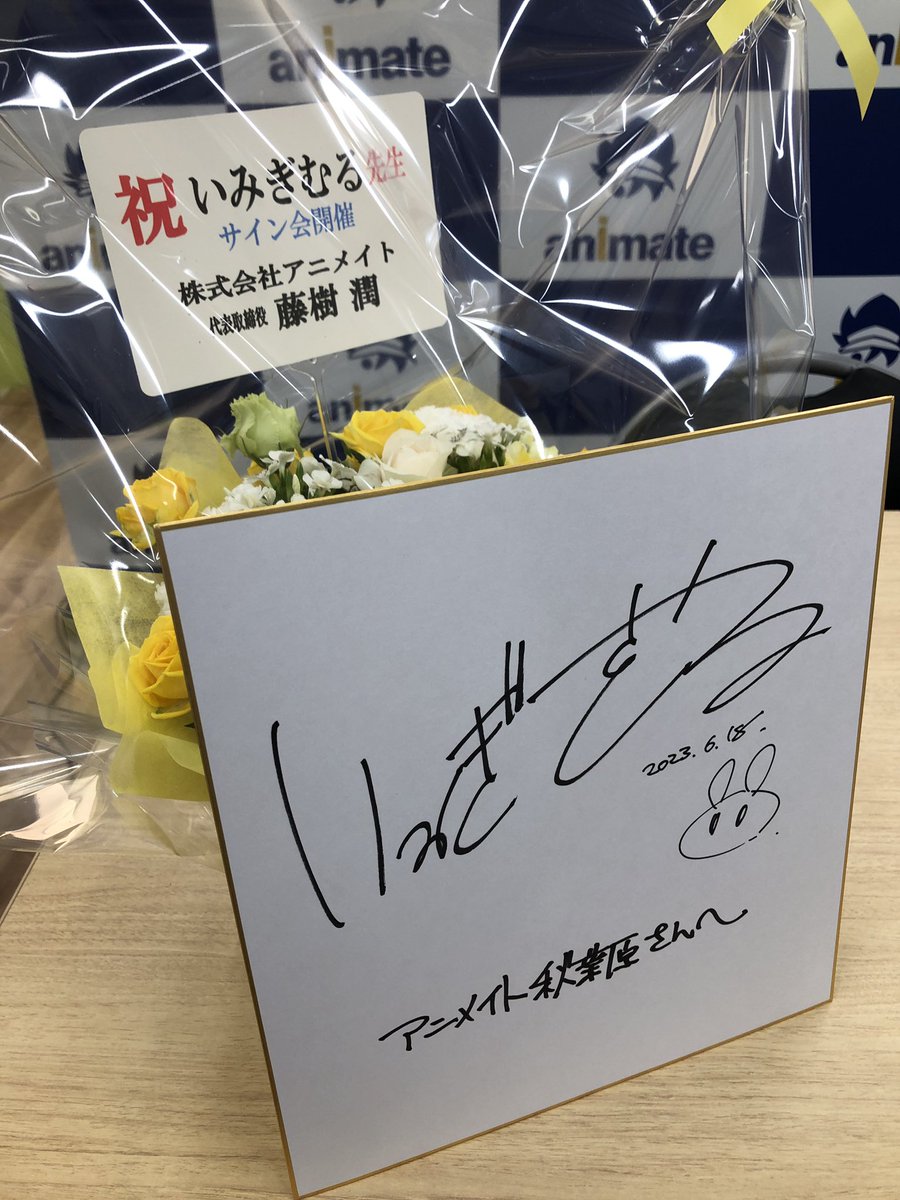 animate
animate
animate
animate
animate
祝 いみぎむる先生
サイン会開催
株式会社アニメイト
代表取締役 藤樹 潤
いみぎむる
2023.6.18.
アニメイト秋葉原さんへ